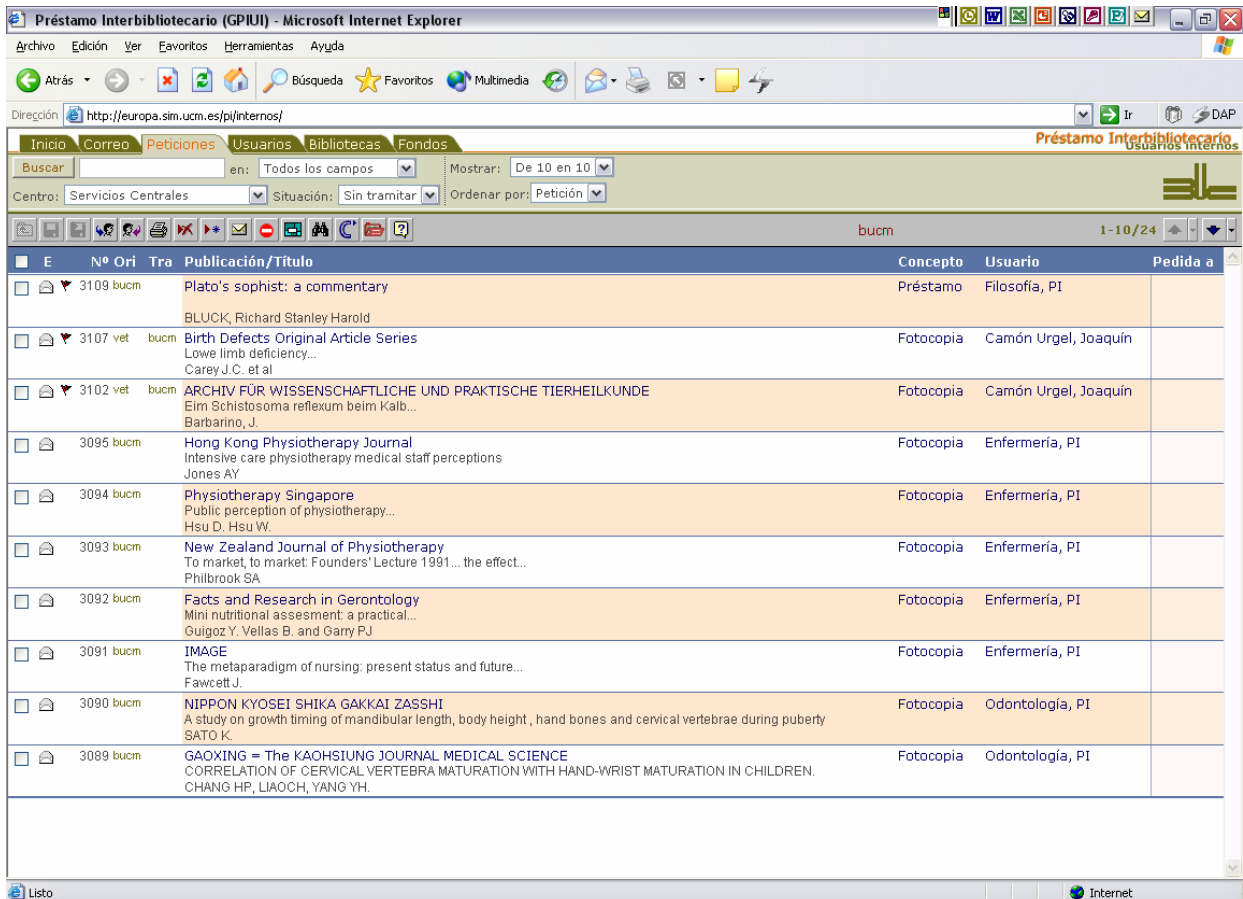 Préstamo Interbibliotecario (GPIUI) - Microsoft Internet Explorer
Archivo Edición Ver Favoritos Herramientas Ayuda
Atrás Búsqueda Favoritos Multimedia
Dirección http://europa.sim.ucm.es/pi/internos/ Ir DAP
Inicio Correo Peticiones Usuarios Bibliotecas Fondos Préstamo Interbibliotecario
Usuarios internos
Buscar en: Todos los campos Mostrar: De 10 en 10
Centro: Servicios Centrales Situación: Sin tramitar Ordenar por: Petición
bucm 1-10/24
E Nº Ori Tra Publicación/Título Concepto Usuario Pedida a
3109 bucm Plato's sophist: a commentary Préstamo Filosofía, PI
BLUCK, Richard Stanley Harold
3107 vet bucm Birth Defects Original Article Series Fotocopia Camón Urgel, Joaquín
Lowe limb deficiency...
Carey J.C. et al
3102 vet bucm ARCHIV FÜR WISSENSCHAFTLICHE UND PRAKTISCHE TIERHEILKUNDE Fotocopia Camón Urgel, Joaquín
Eim Schistosoma reflexum beim Kalb...
Barbarino, J.
3095 bucm Hong Kong Physiotherapy Journal Fotocopia Enfermería, PI
Intensive care physiotherapy medical staff perceptions
Jones AY
3094 bucm Physiotherapy Singapore Fotocopia Enfermería, PI
Public perception of physiotherapy...
Hsu D. Hsu W.
3093 bucm New Zealand Journal of Physiotherapy Fotocopia Enfermería, PI
To market, to market: Founders' Lecture 1991... the effect...
Philbrook SA
3092 bucm Facts and Research in Gerontology Fotocopia Enfermería, PI
Mini nutritional assesment: a practical...
Guigoz Y. Vellas B. and Garry PJ
3091 bucm IMAGE Fotocopia Enfermería, PI
The metaparadigm of nursing: present status and future...
Fawcett J.
3090 bucm NIPPON KYOSEI SHIKA GAKKAI ZASSHI Fotocopia Odontología, PI
A study on growth timing of mandibular length, body height , hand bones and cervical vertebrae during puberty
SATO K.
3089 bucm GAOXING = The KAOHSIUNG JOURNAL MEDICAL SCIENCE Fotocopia Odontología, PI
CORRELATION OF CERVICAL VERTEBRA MATURATION WITH HAND-WRIST MATURATION IN CHILDREN.
CHANG HP, LIAOCH, YANG YH.
Listo Internet